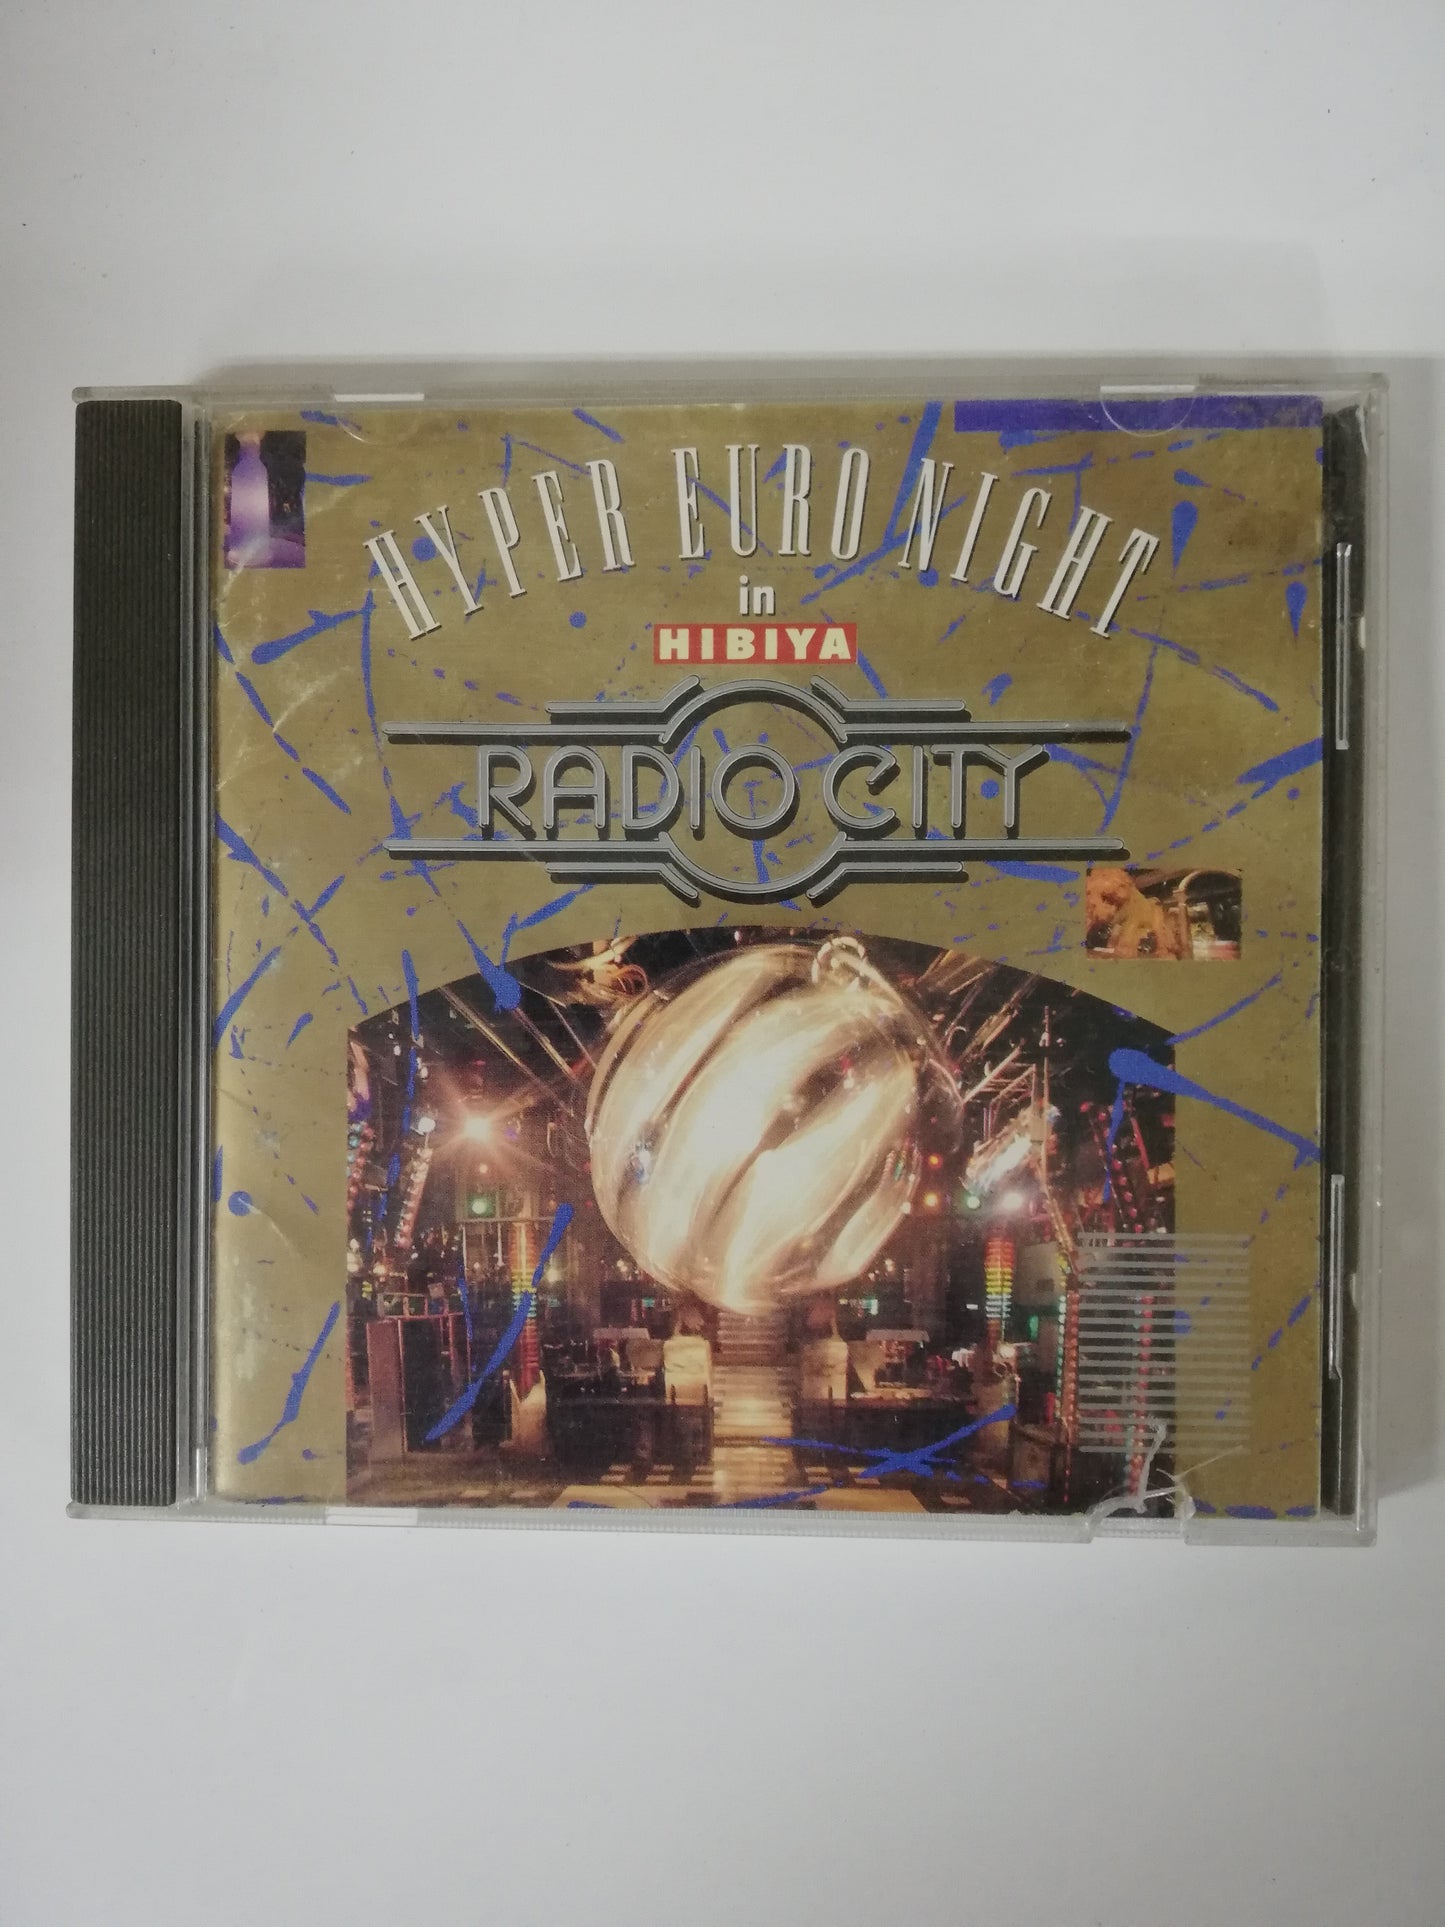 HYPER EURO NIGHT
in
HIBIYA
RADIO CITY